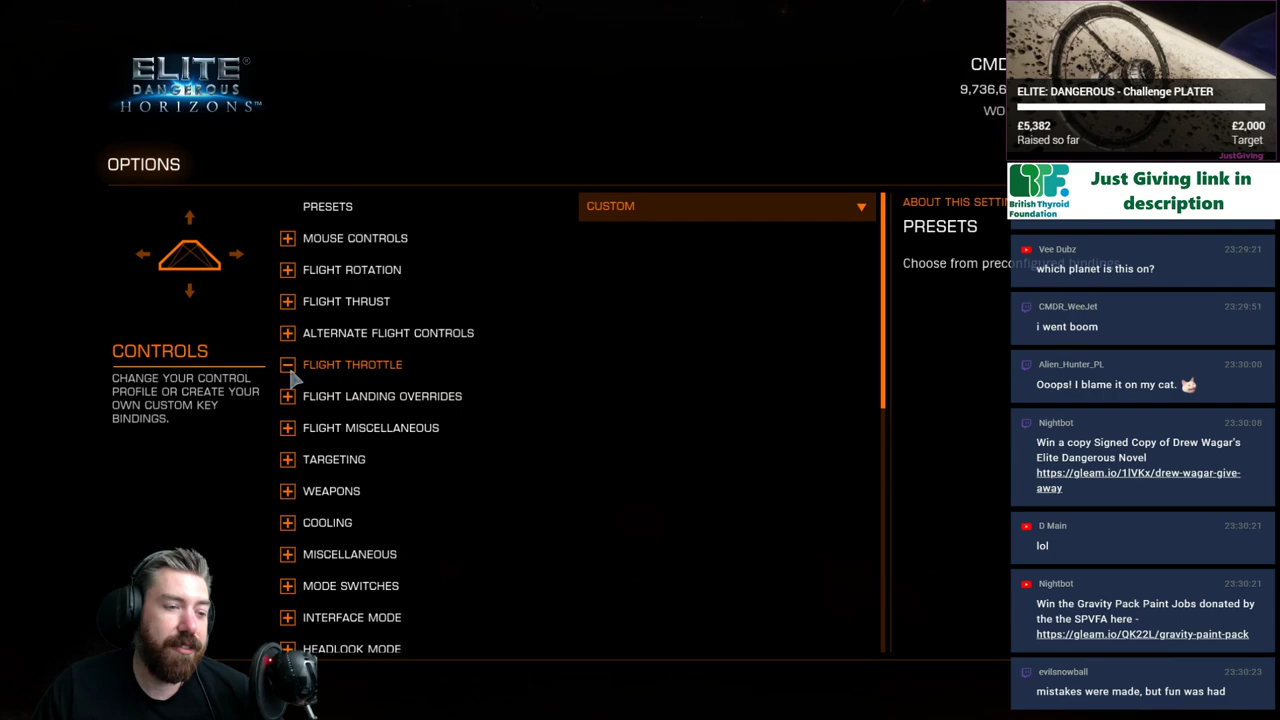 ELITE
DANGEROUS
HORIZONS™
CMD
9,736,6
WO
OPTIONS
CONTROLS
CHANGE YOUR CONTROL
PROFILE OR CREATE YOUR
OWN CUSTOM KEY
BINDINGS.
PRESETS
CUSTOM
MOUSE CONTROLS
FLIGHT ROTATION
FLIGHT THRUST
ALTERNATE FLIGHT CONTROLS
FLIGHT THROTTLE
FLIGHT LANDING OVERRIDES
FLIGHT MISCELLANEOUS
TARGETING
WEAPONS
COOLING
MISCELLANEOUS
MODE SWITCHES
INTERFACE MODE
HEADLOOK MODE
ABOUT THIS SETTIN
PRESETS
Choose from preconfigured bindings
ELITE: DANGEROUS - Challenge PLATER
£5,382 £2,000
Raised so far Target
JustGiving
British Thyroid
Foundation
Just Giving link in
description
Vee Dubz 23:29:21
which planet is this on?
CMDR_WeeJet 23:29:51
i went boom
Alien_Hunter_PL 23:30:00
Ooops! I blame it on my cat.
Nightbot 23:30:08
Win a copy Signed Copy of Drew Wagar's
Elite Dangerous Novel
https://gleam.io/1lVKx/drew-wagar-give-
away
D Main 23:30:21
lol
Nightbot 23:30:21
Win the Gravity Pack Paint Jobs donated by
the the SPVFA here -
https://gleam.io/QK22L/gravity-paint-pack
evilsnowball 23:30:23
mistakes were made, but fun was had